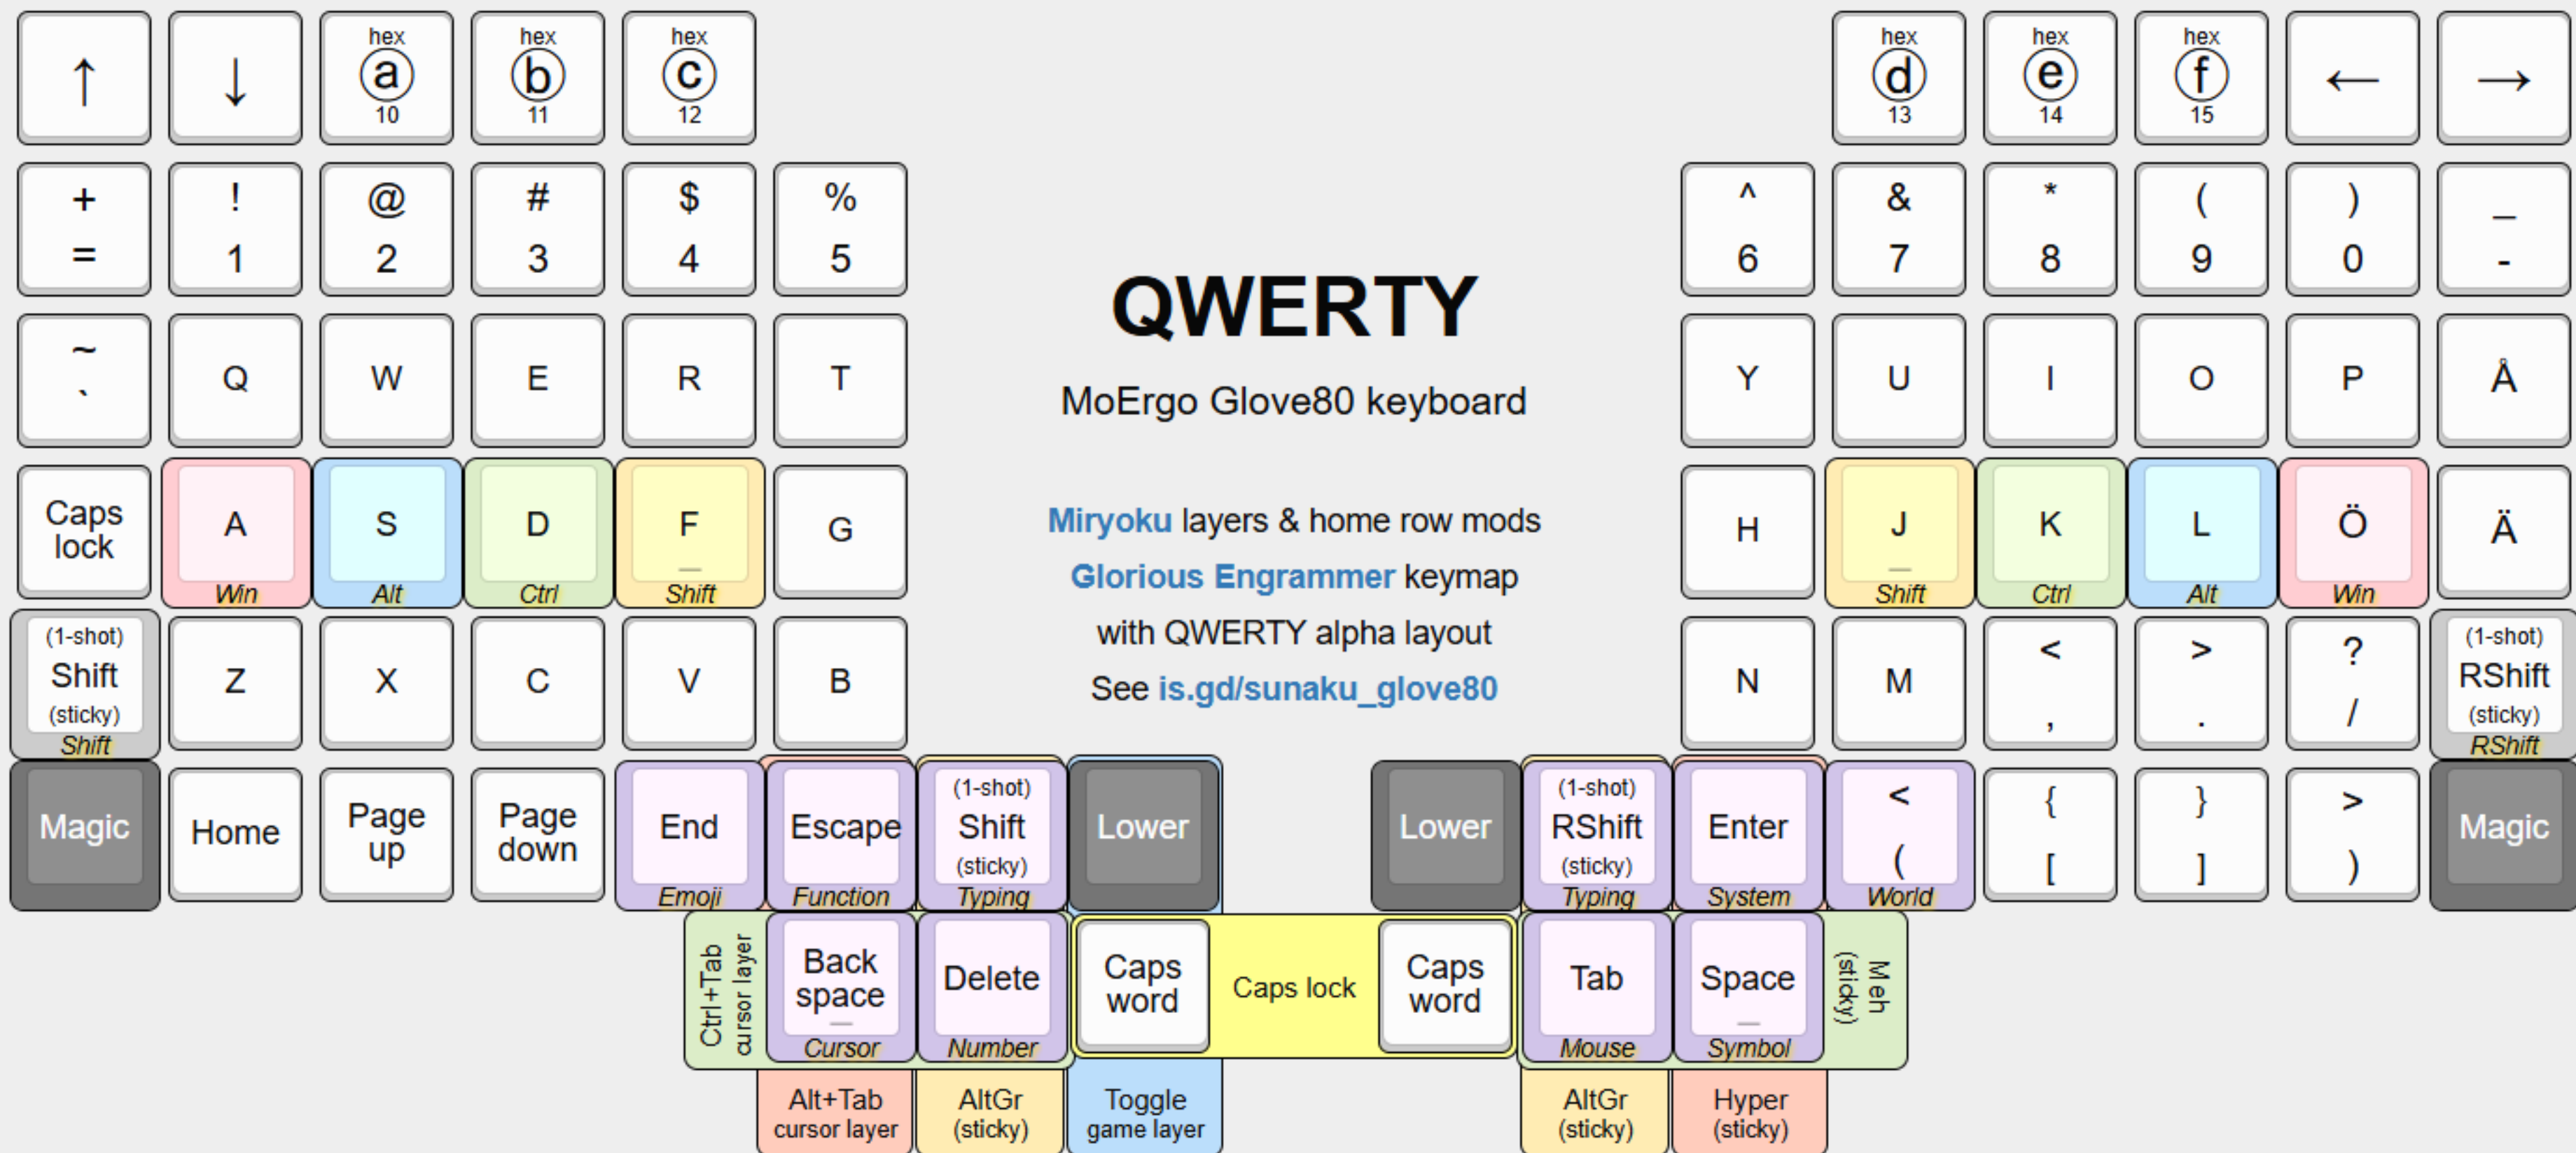 ↑ ↓ hex ⓐ 10 hex ⓑ 11 hex ⓒ 12 hex ⓓ 13 hex ⓔ 14 hex ⓕ 15 ← →
+ ! @ # $ % ^ & * ( ) _
= 1 2 3 4 5 6 7 8 9 0 -
QWERTY
~
` Q W E R T Y U I O P Å
MoErgo Glove80 keyboard
Caps lock A S D F G H J K L Ö Ä
Win Alt Ctrl Shift Shift Ctrl Alt Win
Miryoku layers & home row mods
Glorious Engrammer keymap
with QWERTY alpha layout
See is.gd/sunaku_glove80
(1-shot) Shift (sticky) Z X C V B N M < , > . ? / (1-shot) RShift (sticky)
Shift RShift
Magic Home Page up Page down End Escape (1-shot) Shift (sticky) Lower Lower (1-shot) RShift (sticky) Enter < ( { [ } ] > ) Magic
Emoji Function Typing Typing System World
Ctrl+Tab cursor layer Back space Delete Caps word Caps lock Caps word Tab Space Meh (sticky)
Cursor Number Mouse Symbol
Alt+Tab AltGr Toggle AltGr Hyper
cursor layer (sticky) game layer (sticky) (sticky)